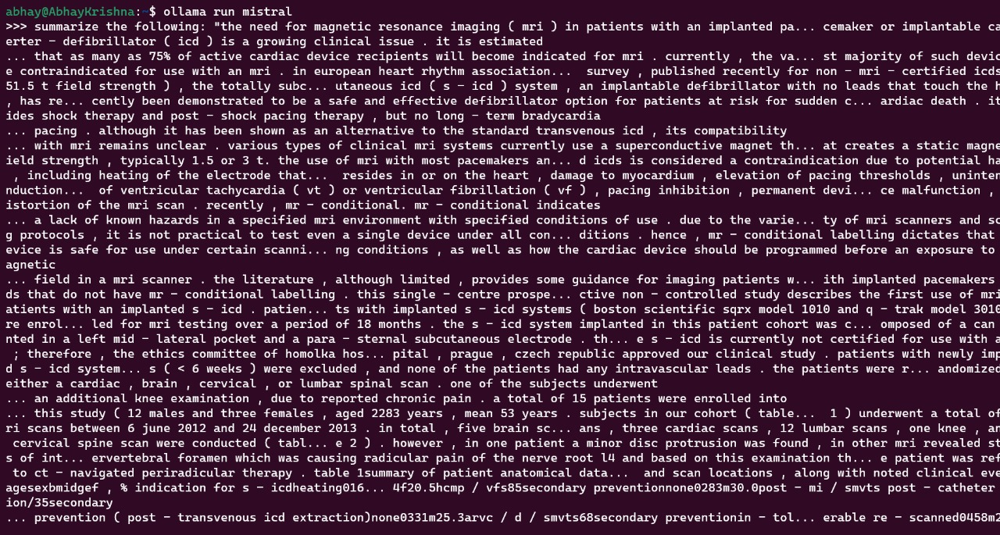 abhay@AbhayKrishna:~$ ollama run mistral
>>> summarize the following: "the need for magnetic resonance imaging ( mri ) in patients with an implanted pa... cemaker or implantable ca
erter – defibrillator ( icd ) is a growing clinical issue . it is estimated
... that as many as 75% of active cardiac device recipients will become indicated for mri . currently , the va... st majority of such devic
e contraindicated for use with an mri . in european heart rhythm association...  survey , published recently for non – mri – certified icds
51.5 t field strength ) , the totally subc... utaneous icd ( s – icd ) system , an implantable defibrillator with no leads that touch the h
, has re... cently been demonstrated to be a safe and effective defibrillator option for patients at risk for sudden c... ardiac death . it
ides shock therapy and post – shock pacing therapy , but no long – term bradycardia
... pacing . although it has been shown as an alternative to the standard transvenous icd , its compatibility
... with mri remains unclear . various types of clinical mri systems currently use a superconductive magnet th... at creates a static magne
ield strength , typically 1.5 or 3 t. the use of mri with most pacemakers an... d icds is considered a contraindication due to potential ha
 , including heating of the electrode that...  resides in or on the heart , damage to myocardium , elevation of pacing thresholds , uninten
nduction...  of ventricular tachycardia ( vt ) or ventricular fibrillation ( vf ) , pacing inhibition , permanent devi... ce malfunction ,
istortion of the mri scan . recently , mr – conditional. mr – conditional indicates
... a lack of known hazards in a specified mri environment with specified conditions of use . due to the varie... ty of mri scanners and sc
g protocols , it is not practical to test even a single device under all con... ditions . hence , mr – conditional labelling dictates that
evice is safe for use under certain scanni... ng conditions , as well as how the cardiac device should be programmed before an exposure to
agnetic
... field in a mri scanner . the literature , although limited , provides some guidance for imaging patients w... ith implanted pacemakers
ds that do not have mr – conditional labelling . this single – centre prospe... ctive non – controlled study describes the first use of mri
atients with an implanted s – icd . patien... ts with implanted s – icd systems ( boston scientific sqrx model 1010 and q – trak model 3010
re enrol... led for mri testing over a period of 18 months . the s – icd system implanted in this patient cohort was c... omposed of a can
nted in a left mid – lateral pocket and a para – sternal subcutaneous electrode . th... e s – icd is currently not certified for use with a
 ; therefore , the ethics committee of homolka hos... pital , prague , czech republic approved our clinical study . patients with newly imp
d s – icd system... s ( < 6 weeks ) were excluded , and none of the patients had any intravascular leads . the patients were r... andomized
either a cardiac , brain , cervical , or lumbar spinal scan . one of the subjects underwent
... an additional knee examination , due to reported chronic pain . a total of 15 patients were enrolled into
... this study ( 12 males and three females , aged 2283 years , mean 53 years . subjects in our cohort ( table...  1 ) underwent a total of
ri scans between 6 june 2012 and 24 december 2013 . in total , five brain sc... ans , three cardiac scans , 12 lumbar scans , one knee , an
 cervical spine scan were conducted ( tabl... e 2 ) . however , in one patient a minor disc protrusion was found , in other mri revealed st
s of int... ervertebral foramen which was causing radicular pain of the nerve root l4 and based on this examination th... e patient was ref
 to ct – navigated periradicular therapy . table 1summary of patient anatomical data...  and scan locations , along with noted clinical eve
agesexbmidgef , % indication for s – icdheating016... 4f20.5hcmp / vfs85secondary preventionnone0283m30.0post – mi / smvts post – catheter
ion/35secondary
... prevention ( post – transvenous icd extraction)none0331m25.3arvc / d / smvts68secondary preventionin – tol... erable re – scanned0458m2